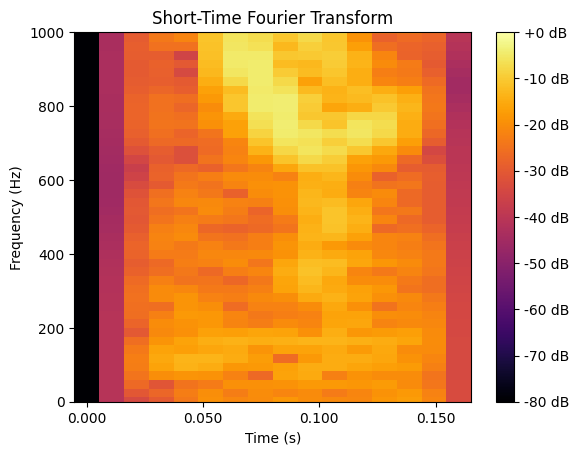 Short-Time Fourier Transform
1000
800
600
400
200
0
Frequency (Hz)
0.000
0.050
0.100
0.150
Time (s)
+0 dB
-10 dB
-20 dB
-30 dB
-40 dB
-50 dB
-60 dB
-70 dB
-80 dB